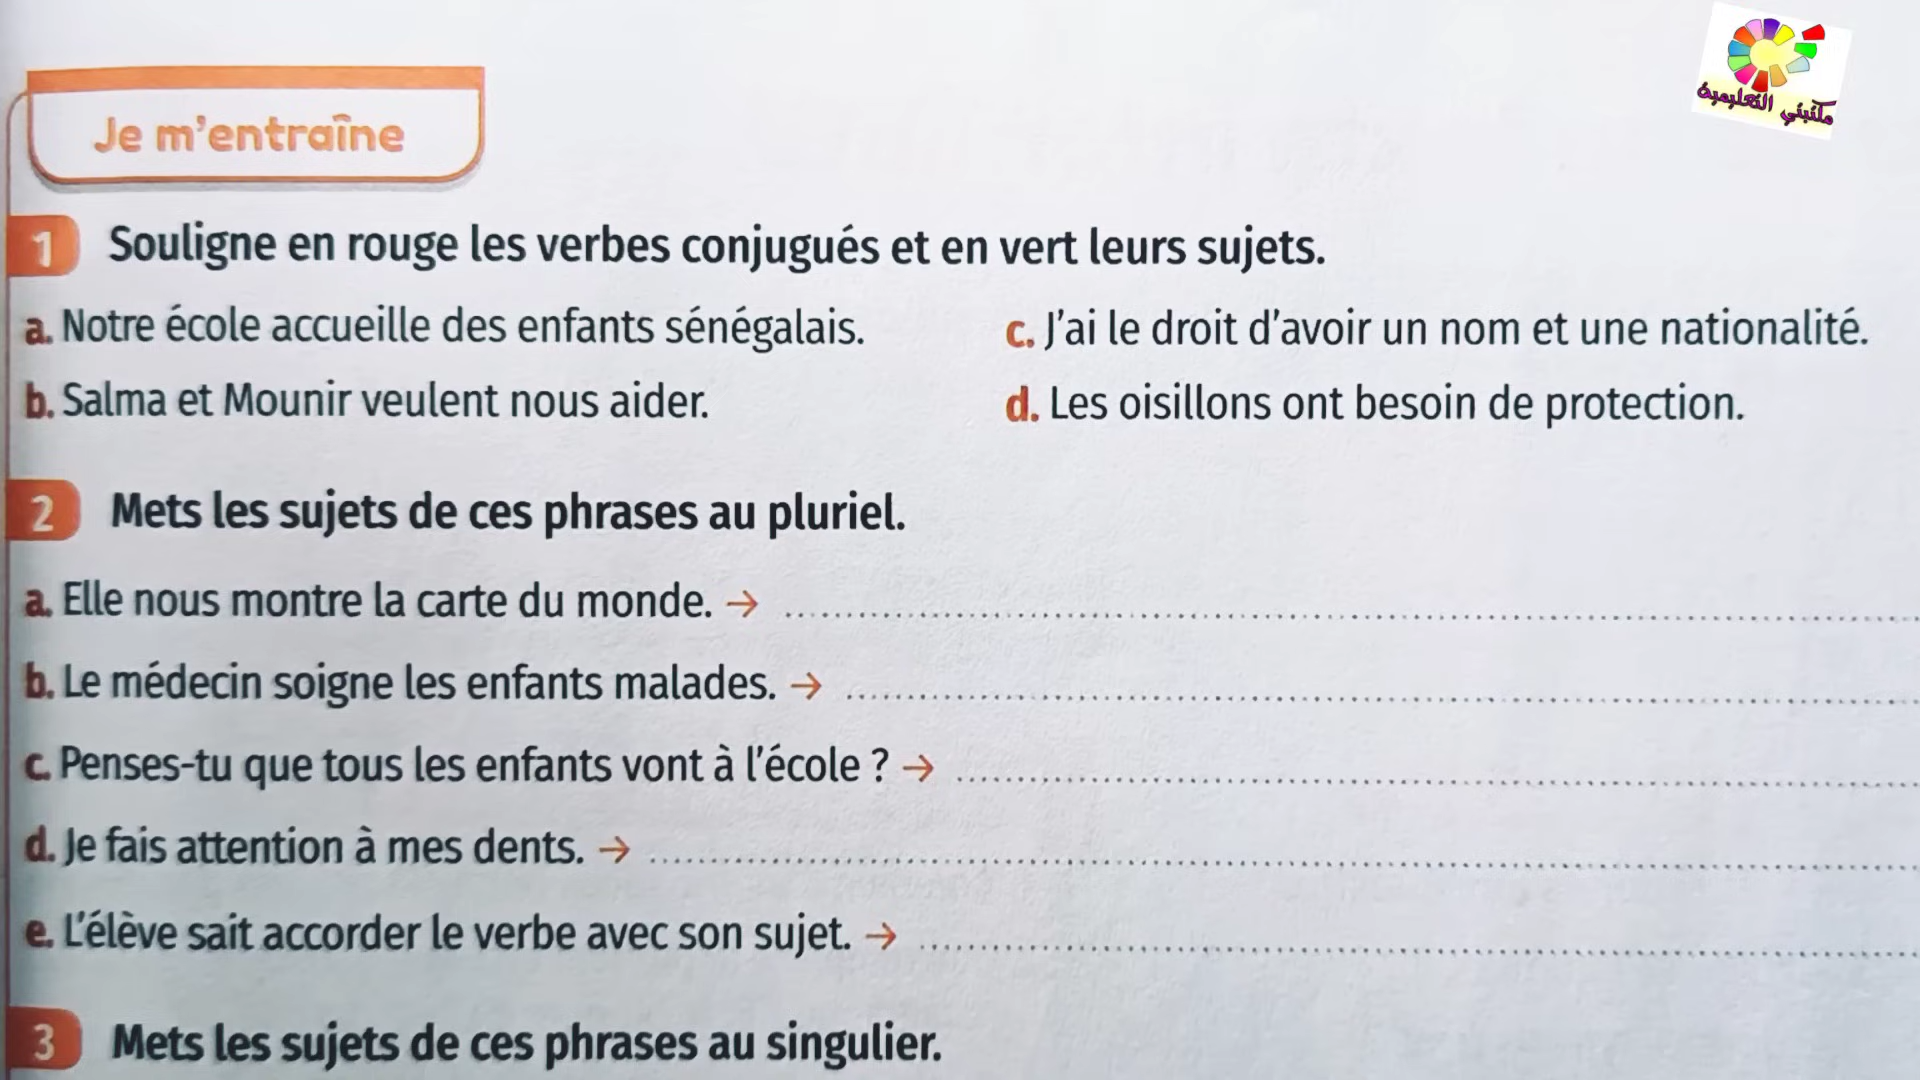 مكتبتي التعليمية
Je m'entraîne
1 Souligne en rouge les verbes conjugués et en vert leurs sujets.
a. Notre école accueille des enfants sénégalais.
c. J'ai le droit d'avoir un nom et une nationalité.
b. Salma et Mounir veulent nous aider.
d. Les oisillons ont besoin de protection.
2 Mets les sujets de ces phrases au pluriel.
a. Elle nous montre la carte du monde. → ........................
b. Le médecin soigne les enfants malades. → ........................
c. Penses-tu que tous les enfants vont à l'école ? → ........................
d. Je fais attention à mes dents. → ........................
e. L'élève sait accorder le verbe avec son sujet. → ........................
3 Mets les sujets de ces phrases au singulier.